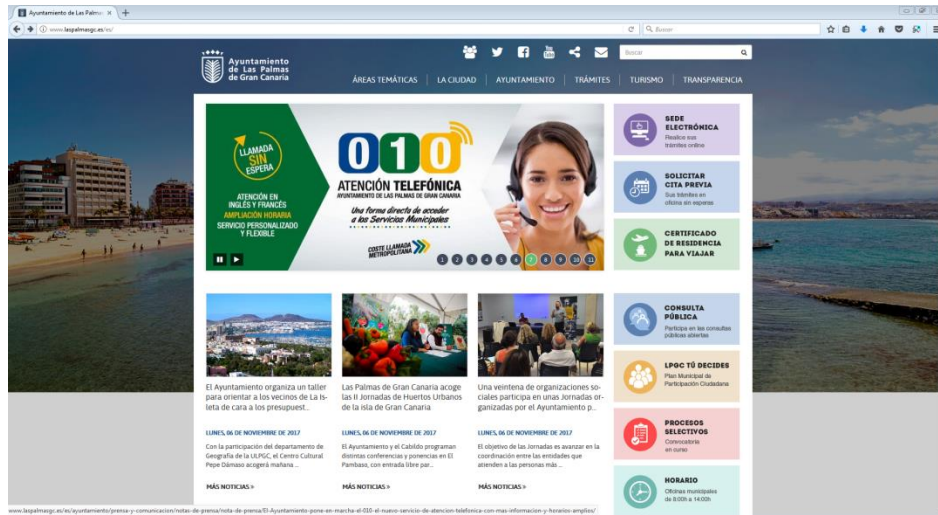 Ayuntamiento de Las Palmas
www.laspalmasgc.es/es/
Buscar
Ayuntamiento
de Las Palmas
de Gran Canaria
Buscar
ÁREAS TEMÁTICAS
LA CIUDAD
AYUNTAMIENTO
TRÁMITES
TURISMO
TRANSPARENCIA
LLAMADA
SIN
ESPERA
ATENCIÓN EN
INGLÉS Y FRANCÉS
AMPLIACIÓN HORARIA
SERVICIO PERSONALIZADO
Y FLEXIBLE
010
ATENCIÓN TELEFÓNICA
AYUNTAMIENTO DE LAS PALMAS DE GRAN CANARIA
Una forma directa de acceder
a los Servicios Municipales
COSTE LLAMADA
METROPOLITANA
1 2 3 4 5 6 7 8 9 10 11
SEDE
ELECTRÓNICA
Realice sus
trámites online
SOLICITAR
CITA PREVIA
Sus trámites en
oficina sin esperas
CERTIFICADO
DE RESIDENCIA
PARA VIAJAR
CONSULTA
PÚBLICA
Participa en las consultas
públicas abiertas
LPGC TÚ DECIDES
Plan Municipal de
Participación Ciudadana
PROCESOS
SELECTIVOS
Convocatoria
en curso
HORARIO
Oficinas municipales
de 8:00h a 14:00h
El Ayuntamiento organiza un taller
para orientar a los vecinos de La Is-
leta de cara a los presupuest...
LUNES, 06 DE NOVIEMBRE DE 2017
Con la participación del departamento de
Geografía de la ULPGC, el Centro Cultural
Pepe Dámaso acogerá mañana ...
MÁS NOTICIAS »
Las Palmas de Gran Canaria acoge
las II Jornadas de Huertos Urbanos
de la isla de Gran Canaria
LUNES, 06 DE NOVIEMBRE DE 2017
El Ayuntamiento y el Cabildo programan
distintas conferencias y ponencias en El
Pambaso, con entrada libre par...
MÁS NOTICIAS »
Una veintena de organizaciones so-
ciales participa en unas Jornadas or-
ganizadas por el Ayuntamiento p...
LUNES, 06 DE NOVIEMBRE DE 2017
El objetivo de las Jornadas es avanzar en la
coordinación entre las entidades que
atienden a las personas más ...
MÁS NOTICIAS »
www.laspalmasgc.es/es/ayuntamiento/prensa-y-comunicacion/notas-de-prensa/nota-de-prensa/El-Ayuntamiento-pone-en-marcha-el-010-el-nuevo-servicio-de-atencion-telefonica-con-mas-informacion-y-horarios-amplios/